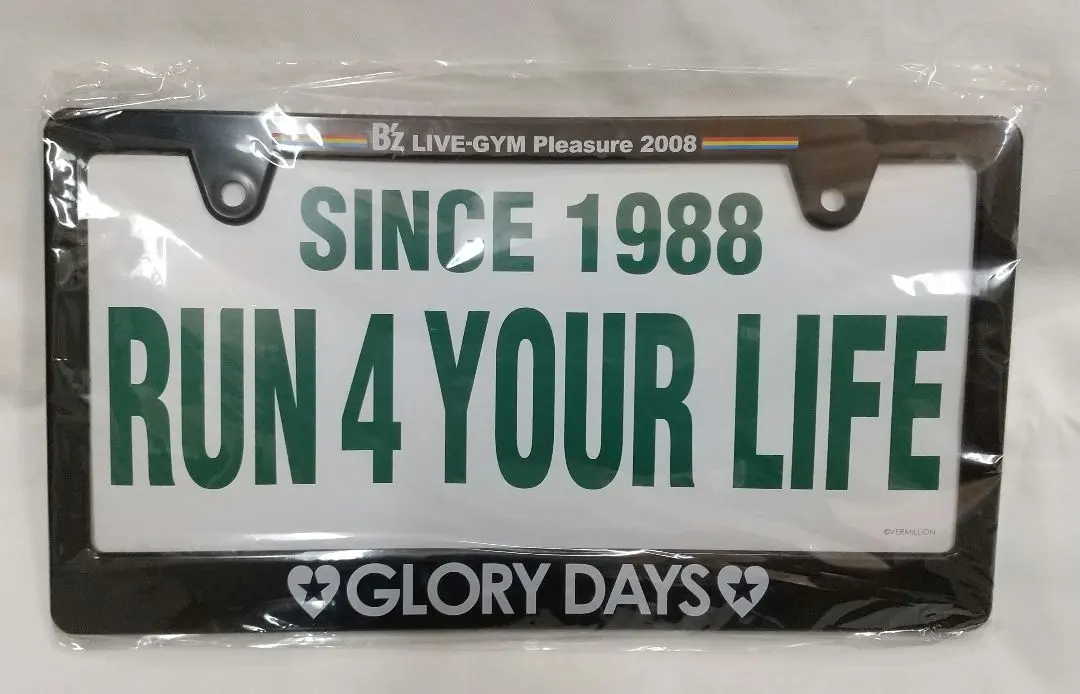 B'z LIVE-GYM Pleasure 2008
SINCE 1988
RUN 4 YOUR LIFE
©VERMILLION
GLORY DAYS